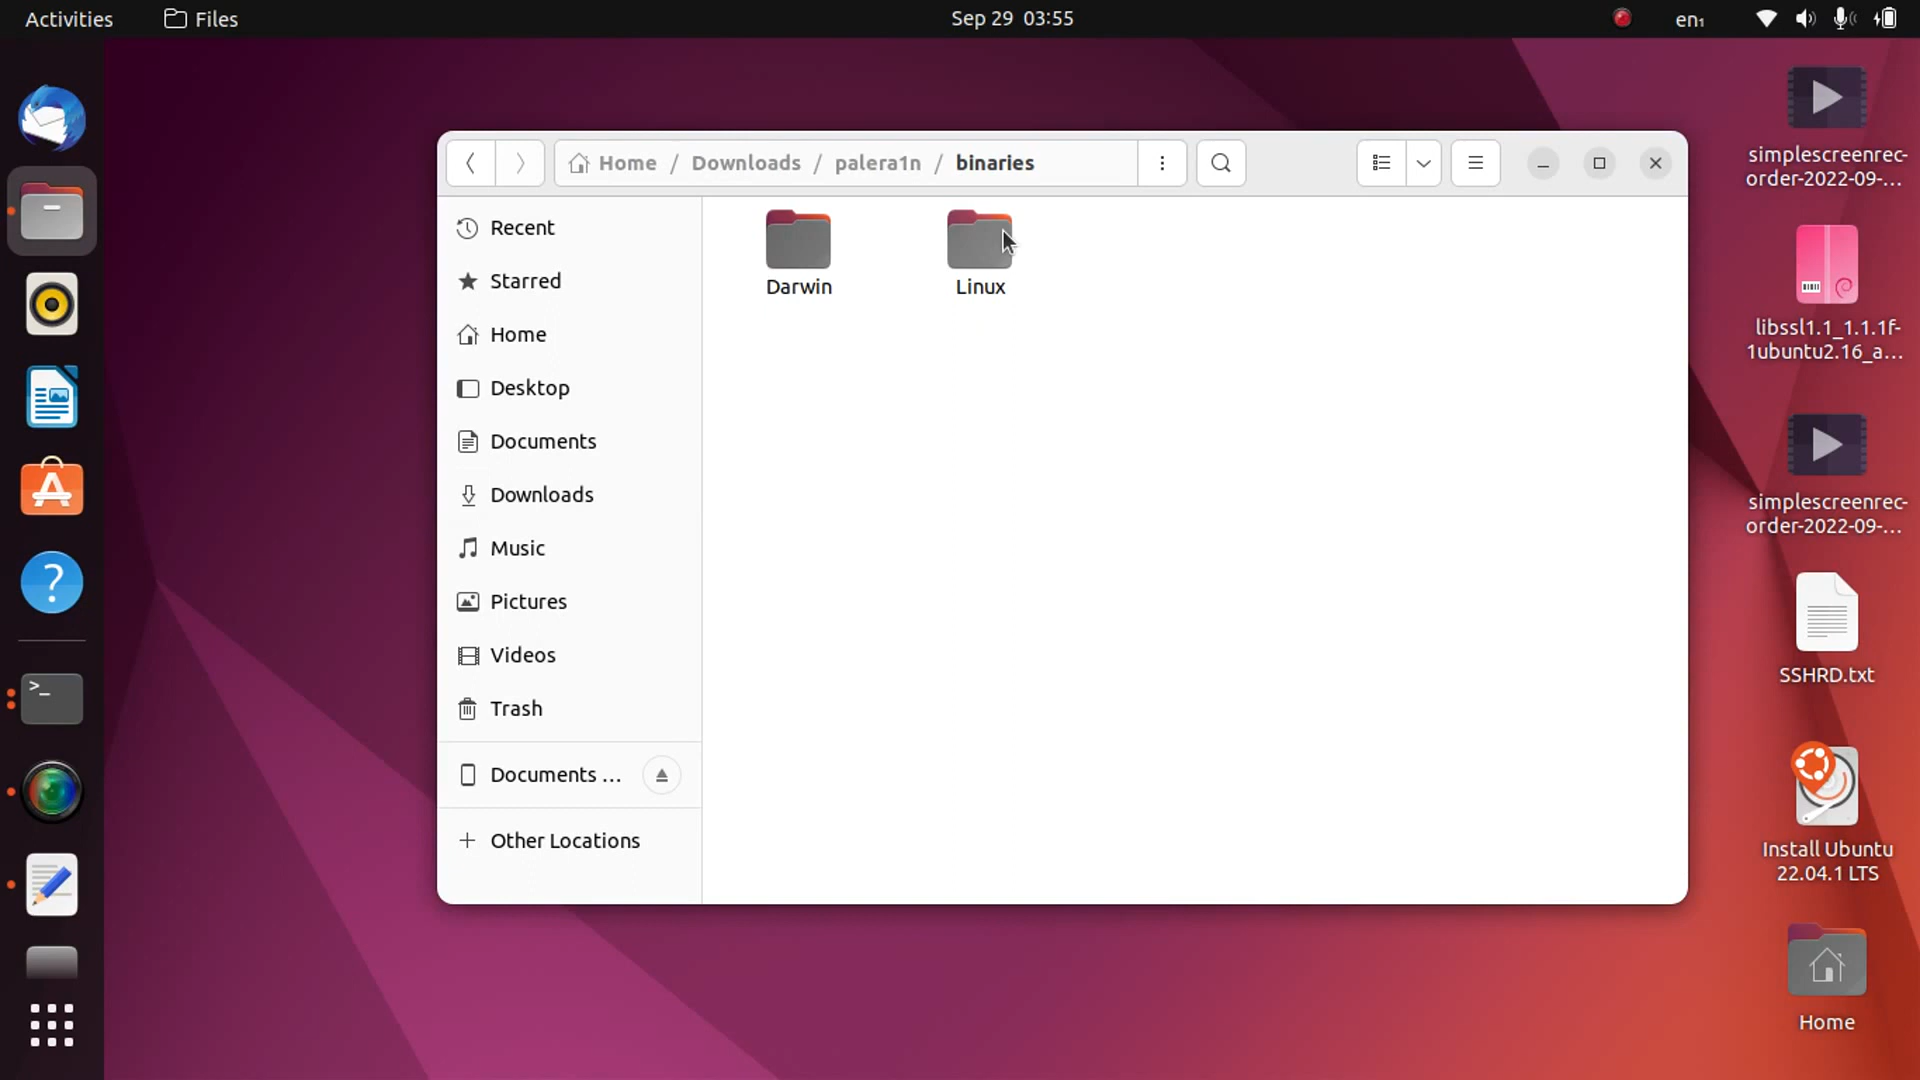 Activities
Files
Sep 29 03:55
en₁
Home / Downloads / palera1n / binaries
Recent
Starred
Home
Desktop
Documents
Downloads
Music
Pictures
Videos
Trash
Documents ...
Other Locations
Darwin
Linux
simplescreenrec-
order-2022-09-...
libssl1.1_1.1.1f-
1ubuntu2.16_a...
simplescreenrec-
order-2022-09-...
SSHRD.txt
Install Ubuntu
22.04.1 LTS
Home